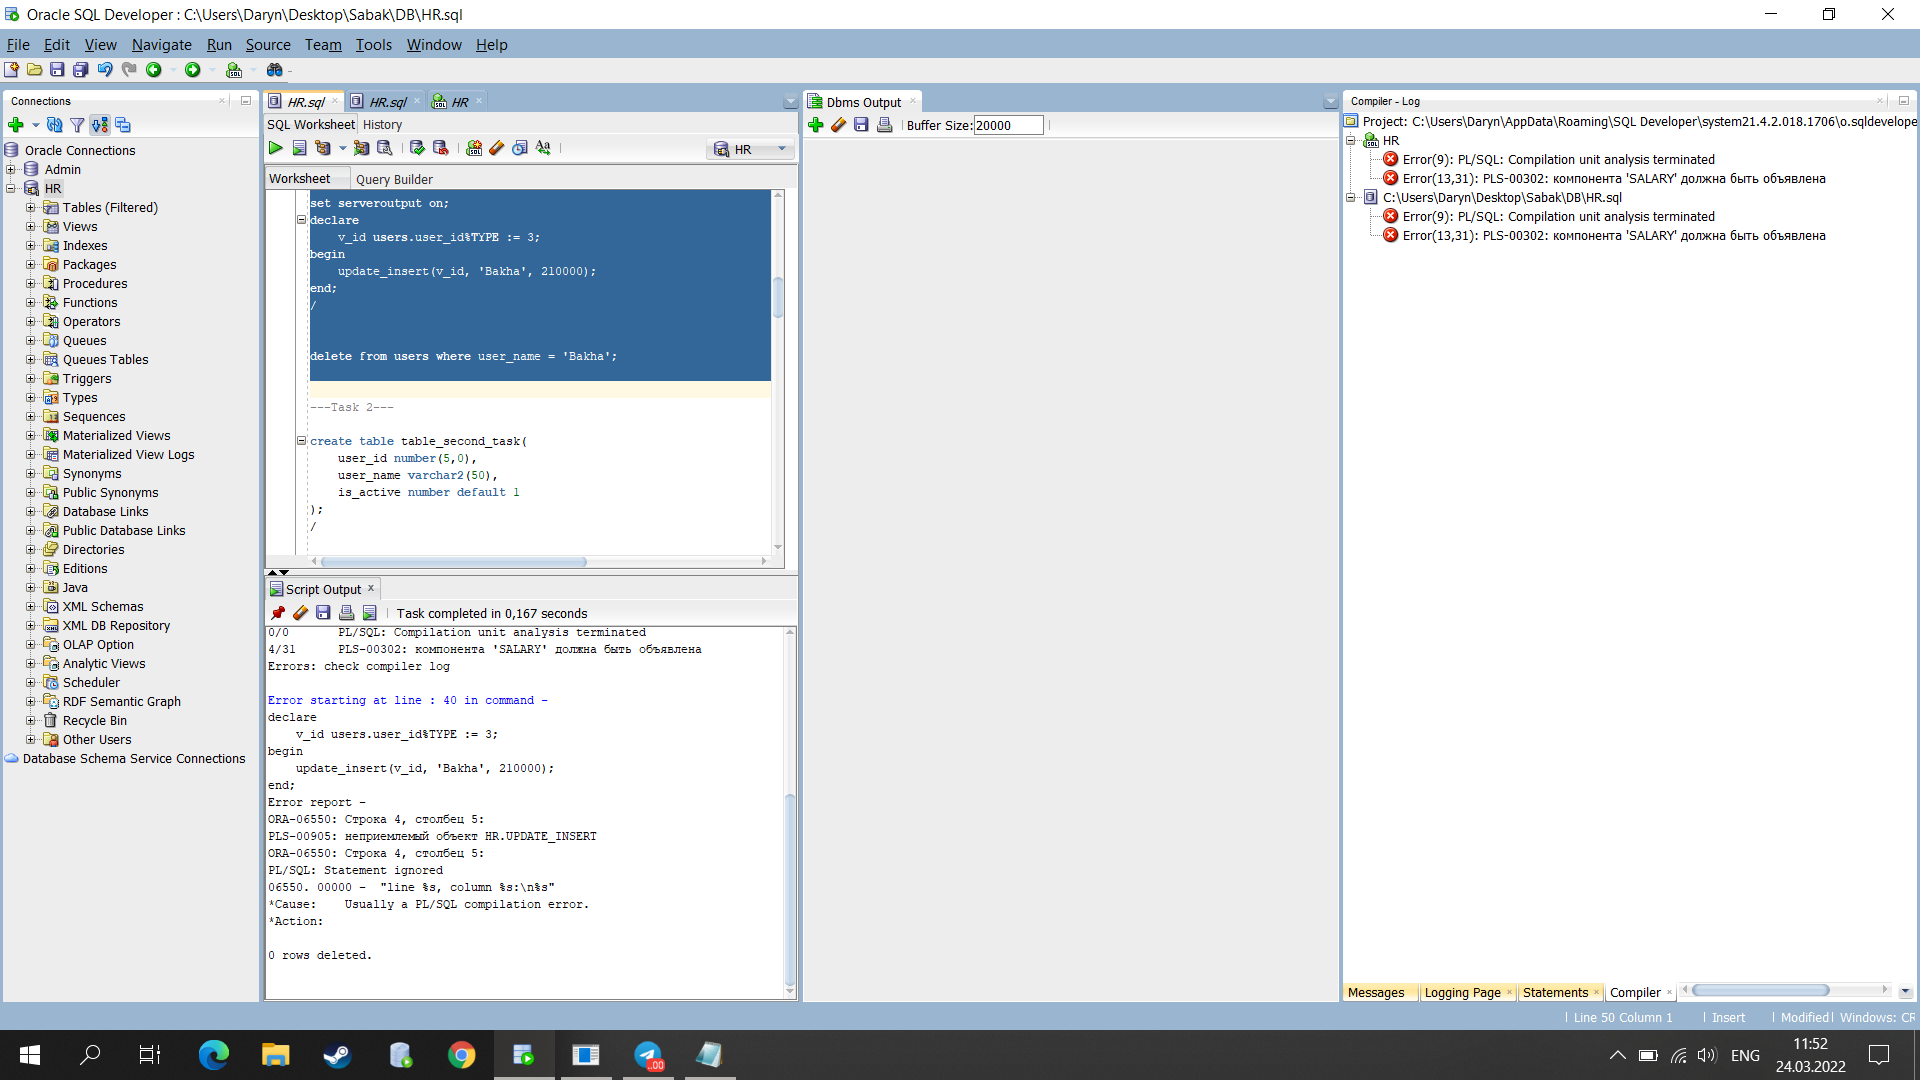 Oracle SQL Developer : C:\Users\Daryn\Desktop\Sabak\DB\HR.sql
File Edit View Navigate Run Source Team Tools Window Help
Connections
Oracle Connections
Admin
HR
Tables (Filtered)
Views
Indexes
Packages
Procedures
Functions
Operators
Queues
Queues Tables
Triggers
Types
Sequences
Materialized Views
Materialized View Logs
Synonyms
Public Synonyms
Database Links
Public Database Links
Directories
Editions
Java
XML Schemas
XML DB Repository
OLAP Option
Analytic Views
Scheduler
RDF Semantic Graph
Recycle Bin
Other Users
Database Schema Service Connections
HR.sql HR.sql HR
SQL Worksheet History
HR
Worksheet Query Builder
set serveroutput on;
declare
v_id users.user_id%TYPE := 3;
begin
update_insert(v_id, 'Bakha', 210000);
end;
/
delete from users where user_name = 'Bakha';
---Task 2---
create table table_second_task(
user_id number(5,0),
user_name varchar2(50),
is_active number default 1
);
/
Script Output
Task completed in 0,167 seconds
0/0 PL/SQL: Compilation unit analysis terminated
4/31 PLS-00302: компонента 'SALARY' должна быть объявлена
Errors: check compiler log
Error starting at line : 40 in command -
declare
v_id users.user_id%TYPE := 3;
begin
update_insert(v_id, 'Bakha', 210000);
end;
Error report -
ORA-06550: Строка 4, столбец 5:
PLS-00905: неприемлемый объект HR.UPDATE_INSERT
ORA-06550: Строка 4, столбец 5:
PL/SQL: Statement ignored
06550. 00000 - "line %s, column %s:\n%s"
*Cause: Usually a PL/SQL compilation error.
*Action:
0 rows deleted.
Dbms Output
Buffer Size: 20000
Compiler - Log
Project: C:\Users\Daryn\AppData\Roaming\SQL Developer\system21.4.2.018.1706\o.sqldevelope
HR
Error(9): PL/SQL: Compilation unit analysis terminated
Error(13,31): PLS-00302: компонента 'SALARY' должна быть объявлена
C:\Users\Daryn\Desktop\Sabak\DB\HR.sql
Error(9): PL/SQL: Compilation unit analysis terminated
Error(13,31): PLS-00302: компонента 'SALARY' должна быть объявлена
Messages Logging Page Statements Compiler
Line 50 Column 1 Insert Modified Windows: CR
ENG
11:52
24.03.2022